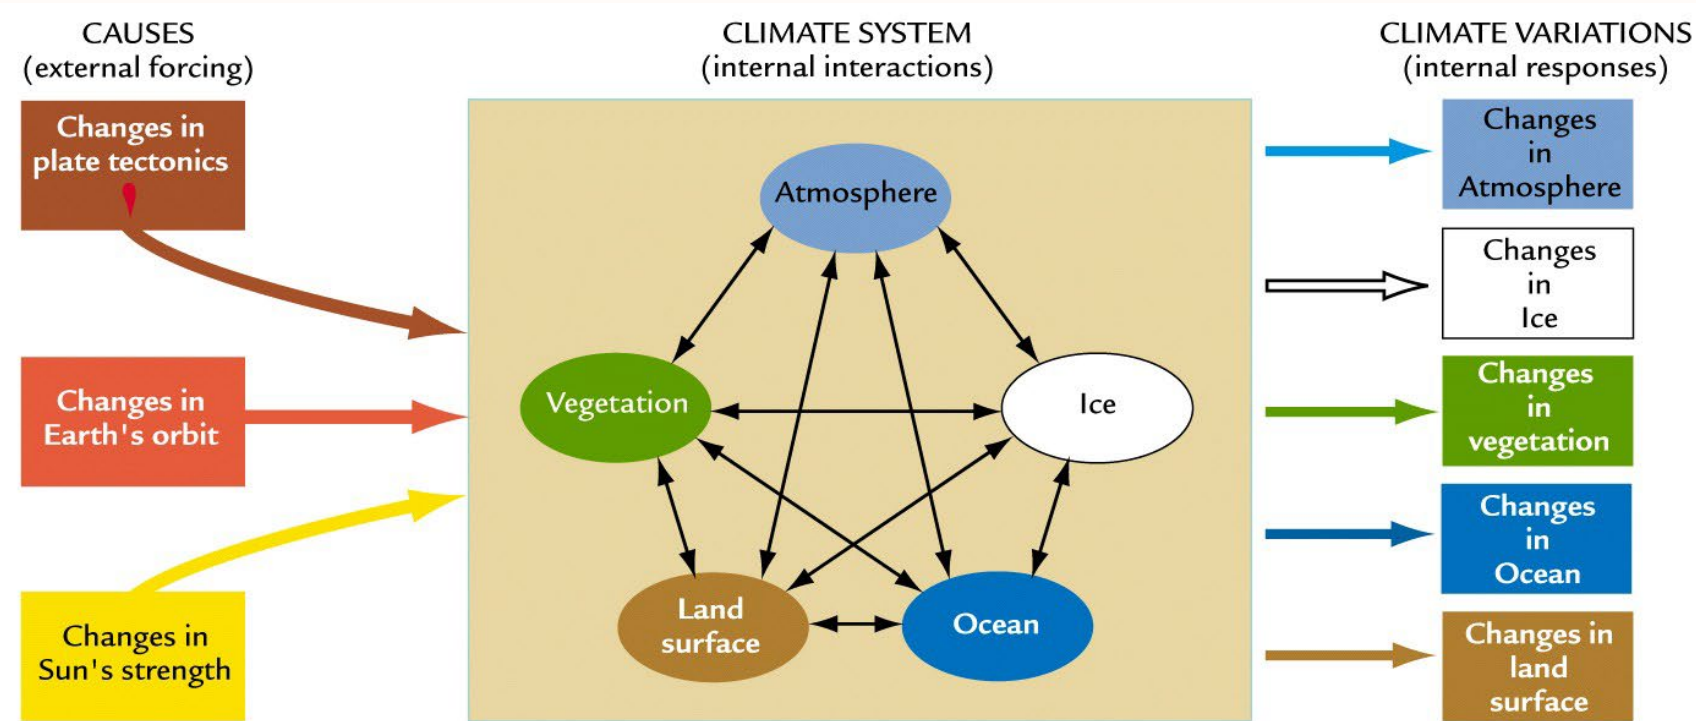 CAUSES
(external forcing)
CLIMATE SYSTEM
(internal interactions)
CLIMATE VARIATIONS
(internal responses)
Changes in
plate tectonics
Changes in
Earth's orbit
Changes in
Sun's strength
Atmosphere
Vegetation
Ice
Land
surface
Ocean
Changes
in
Atmosphere
Changes
in
Ice
Changes
in
vegetation
Changes
in
Ocean
Changes in
land
surface